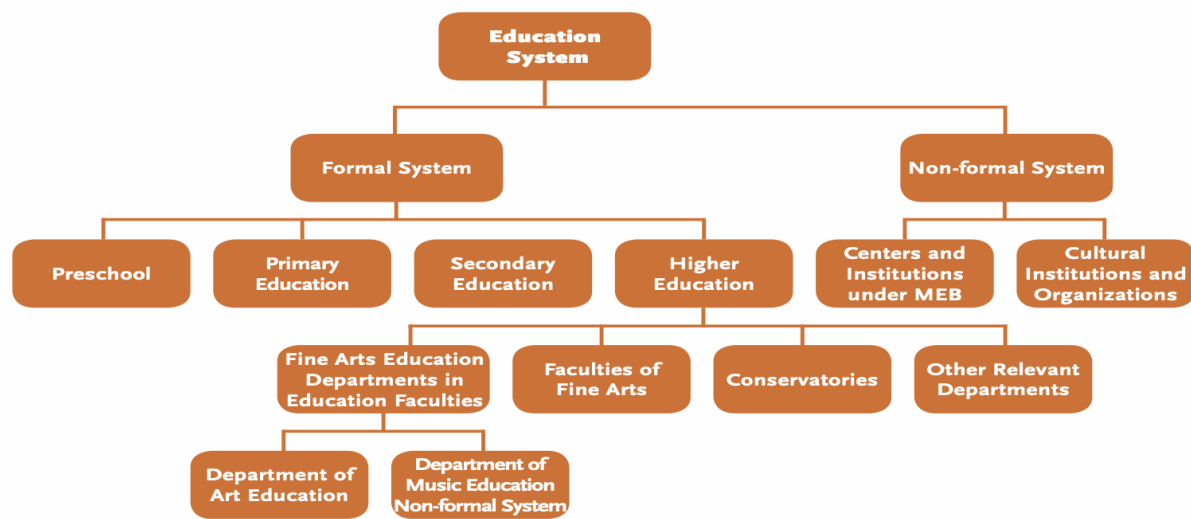 Education
System
Formal System
Non-formal System
Preschool
Primary
Education
Secondary
Education
Higher
Education
Centers and
Institutions
under MEB
Cultural
Institutions and
Organizations
Fine Arts Education
Departments in
Education Faculties
Faculties of
Fine Arts
Conservatories
Other Relevant
Departments
Department of
Art Education
Department of
Music Education
Non-formal System